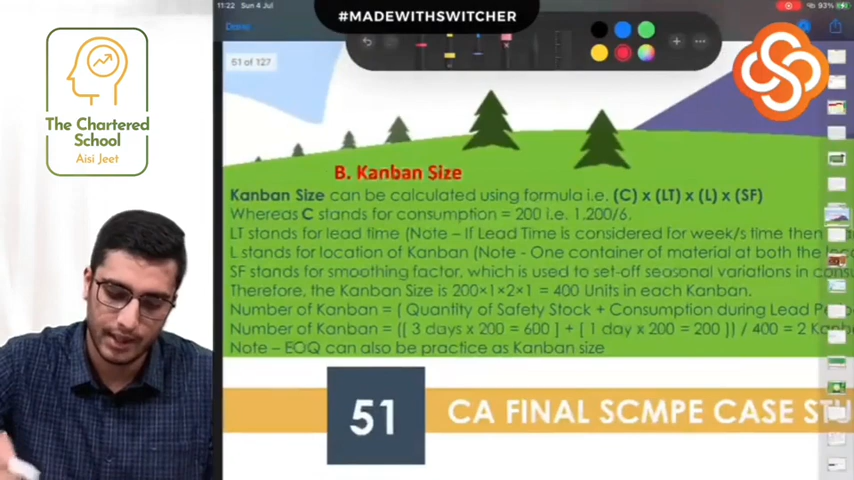 11:22 Sun 4 Jul
93%
#MADEWITHSWITCHER
Done
51 of 127
The Chartered
School
Aisi Jeet
B. Kanban Size
Kanban Size can be calculated using formula i.e. (C) x (LT) x (L) x (SF)
Whereas C stands for consumption = 200 i.e. 1,200/6.
LT stands for lead time (Note – If Lead Time is considered for week/s time then
L stands for location of Kanban (Note - One container of material at both the
SF stands for smoothing factor, which is used to set-off seasonal variations in
Therefore, the Kanban Size is 200×1×2×1 = 400 Units in each Kanban.
Number of Kanban = ( Quantity of Safety Stock + Consumption during Lead
Number of Kanban = (( 3 days x 200 = 600 ] + [ 1 day x 200 = 200 )) / 400 = 2
Note – EOQ can also be practice as Kanban size
51
CA FINAL SCMPE CASE